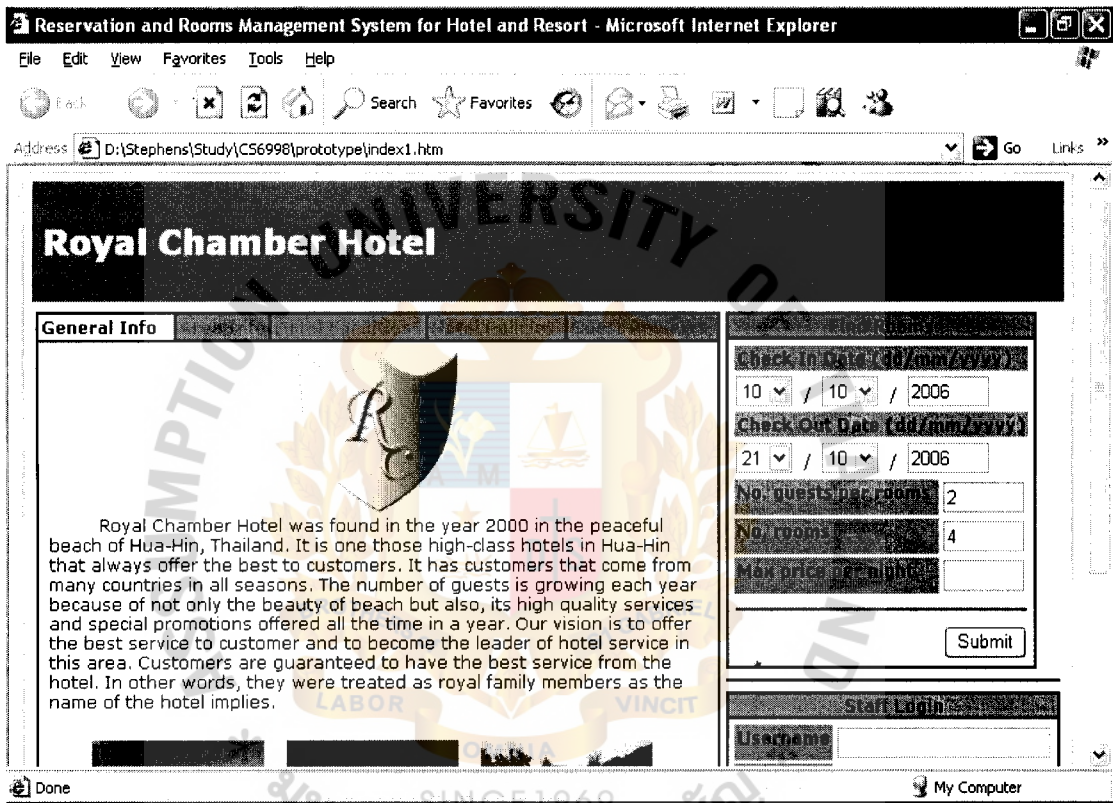 Reservation and Rooms Management System for Hotel and Resort - Microsoft Internet Explorer
File Edit View Favorites Tools Help
Back Search Favorites
Address D:\Stephens\Study\CS6998\prototype\index1.htm Go Links »
Royal Chamber Hotel
General Info
Royal Chamber Hotel was found in the year 2000 in the peaceful
beach of Hua-Hin, Thailand. It is one those high-class hotels in Hua-Hin
that always offer the best to customers. It has customers that come from
many countries in all seasons. The number of guests is growing each year
because of not only the beauty of beach but also, its high quality services
and special promotions offered all the time in a year. Our vision is to offer
the best service to customer and to become the leader of hotel service in
this area. Customers are guaranteed to have the best service from the
hotel. In other words, they were treated as royal family members as the
name of the hotel implies.
Check In Date (dd/mm/yyyy)
10 / 10 / 2006
Check Out Date (dd/mm/yyyy)
21 / 10 / 2006
No. guests per rooms 2
No. rooms 4
Max price per night
Submit
Start Login
Username
Done My Computer
ASSUMPTION UNIVERSITY OF THAILAND
LABOR
OMNIA
VINCIT
SINCE1969